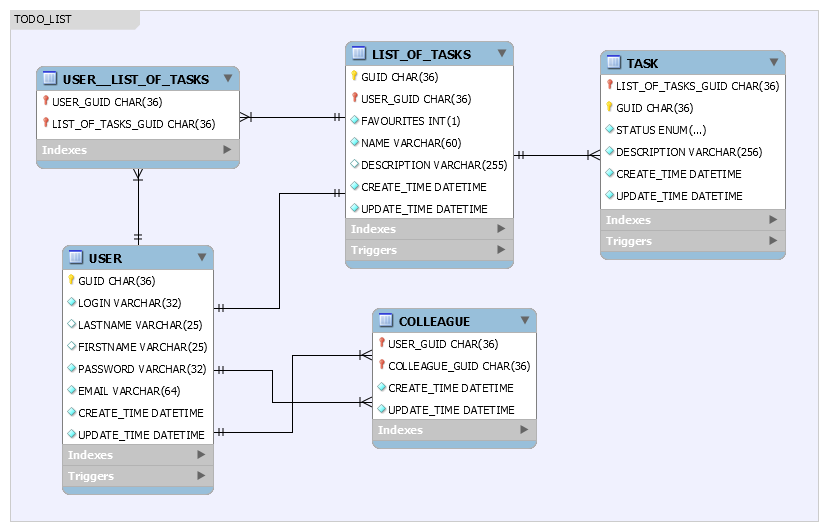 TODO_LIST
USER__LIST_OF_TASKS
USER_GUID CHAR(36)
LIST_OF_TASKS_GUID CHAR(36)
Indexes
LIST_OF_TASKS
GUID CHAR(36)
USER_GUID CHAR(36)
FAVOURITES INT(1)
NAME VARCHAR(60)
DESCRIPTION VARCHAR(255)
CREATE_TIME DATETIME
UPDATE_TIME DATETIME
Indexes
Triggers
TASK
LIST_OF_TASKS_GUID CHAR(36)
GUID CHAR(36)
STATUS ENUM(...)
DESCRIPTION VARCHAR(256)
CREATE_TIME DATETIME
UPDATE_TIME DATETIME
Indexes
Triggers
USER
GUID CHAR(36)
LOGIN VARCHAR(32)
LASTNAME VARCHAR(25)
FIRSTNAME VARCHAR(25)
PASSWORD VARCHAR(32)
EMAIL VARCHAR(64)
CREATE_TIME DATETIME
UPDATE_TIME DATETIME
Indexes
Triggers
COLLEAGUE
USER_GUID CHAR(36)
COLLEAGUE_GUID CHAR(36)
CREATE_TIME DATETIME
UPDATE_TIME DATETIME
Indexes